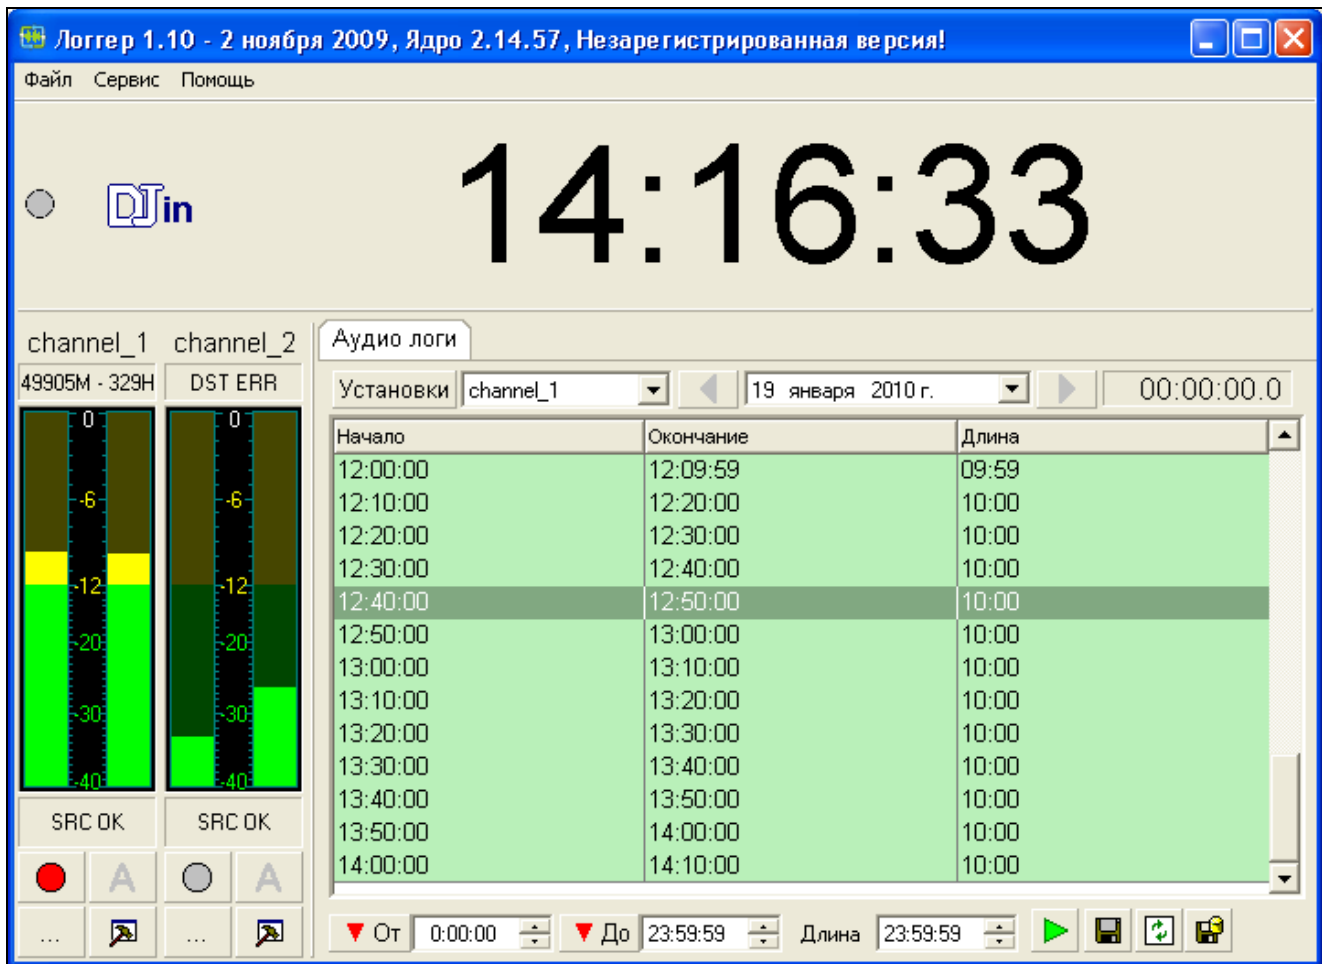 Логгер 1.10 - 2 ноября 2009, Ядро 2.14.57, Незарегистрированная версия!
Файл Сервис Помощь
DJin
14:16:33
channel_1 channel_2
49905M - 329H DST ERR
0 0
-6 -6
-12 -12
-20 -20
-30 -30
-40 -40
SRC OK SRC OK
A A
... ...
Аудио логи
Установки channel_1 19 января 2010 г. 00:00:00.0
Начало Окончание Длина
12:00:00 12:09:59 09:59
12:10:00 12:20:00 10:00
12:20:00 12:30:00 10:00
12:30:00 12:40:00 10:00
12:40:00 12:50:00 10:00
12:50:00 13:00:00 10:00
13:00:00 13:10:00 10:00
13:10:00 13:20:00 10:00
13:20:00 13:30:00 10:00
13:30:00 13:40:00 10:00
13:40:00 13:50:00 10:00
13:50:00 14:00:00 10:00
14:00:00 14:10:00 10:00
От 0:00:00 До 23:59:59 Длина 23:59:59